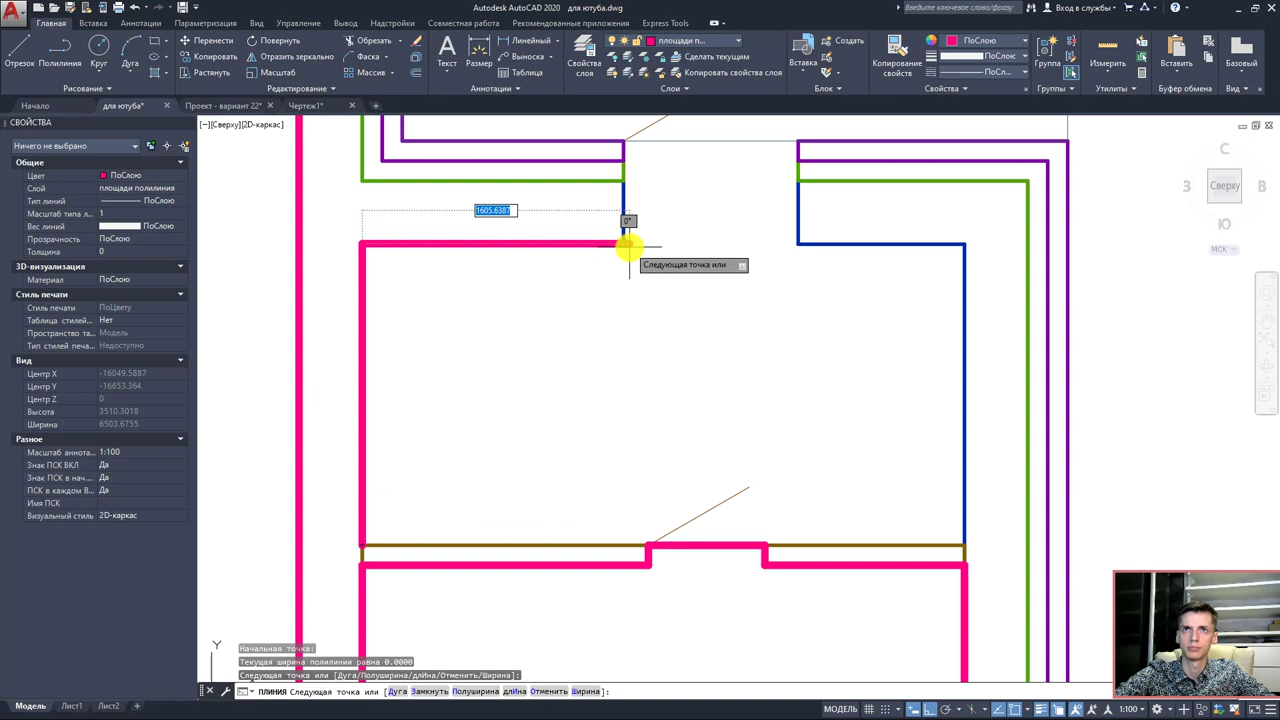 Autodesk AutoCAD 2020 для ютуба.dwg
Введите ключевое слово/фразу
Вход в службы
Главная Вставка Аннотации Параметризация Вид Управление Вывод Надстройки Совместная работа Рекомендованные приложения Express Tools
Отрезок Полилиния Круг Дуга
Перенести Повернуть Обрезать
Копировать Отразить зеркально Фаска
Растянуть Масштаб Массив
Текст Размер
Линейный
Выноска
Таблица
Свойства слоя
площади п...
Сделать текущим
Копировать свойства слоя
Вставка
Создать
Копирование свойств
ПоСлою
ПоСлою
ПоСл...
Группа Измерить Вставить Базовый
Рисование Редактирование Аннотации Слои Блок Свойства Группы Утилиты Буфер обмена Вид
Начало для ютуба* Проект - вариант 22* Чертеж1*
СВОЙСТВА
[−][Сверху][2D-каркас]
Ничего не выбрано
Общие
Цвет ПоСлою
Слой площади полилиния
Тип линий ПоСлою
Масштаб типа л... 1
Вес линий ПоСлою
Прозрачность ПоСлою
Толщина 0
3D-визуализация
Материал ПоСлою
Стиль печати
Стиль печати ПоЦвету
Таблица стилей... Нет
Пространство та... Модель
Тип стилей печа... Недоступно
Вид
Центр X -16049.5887
Центр Y -16653.364
Центр Z 0
Высота 3510.3018
Ширина 6503.6755
Разное
Масштаб аннота... 1:100
Знак ПСК ВКЛ Да
Знак ПСК в нач.... Да
ПСК в каждом В... Да
Имя ПСК
Визуальный стиль 2D-каркас
С
З Сверху В
Ю
МСК
1605.6387
0°
Следующая точка или
Y
Начальная точка:
Текущая ширина полилинии равна 0.0000
Следующая точка или [Дуга/Полуширина/длИна/Отменить/Ширина]:
ПЛИНИЯ Следующая точка или [Дуга Замкнуть Полуширина длИна Отменить Ширина]:
Модель Лист1 Лист2 +
МОДЕЛЬ
1:100